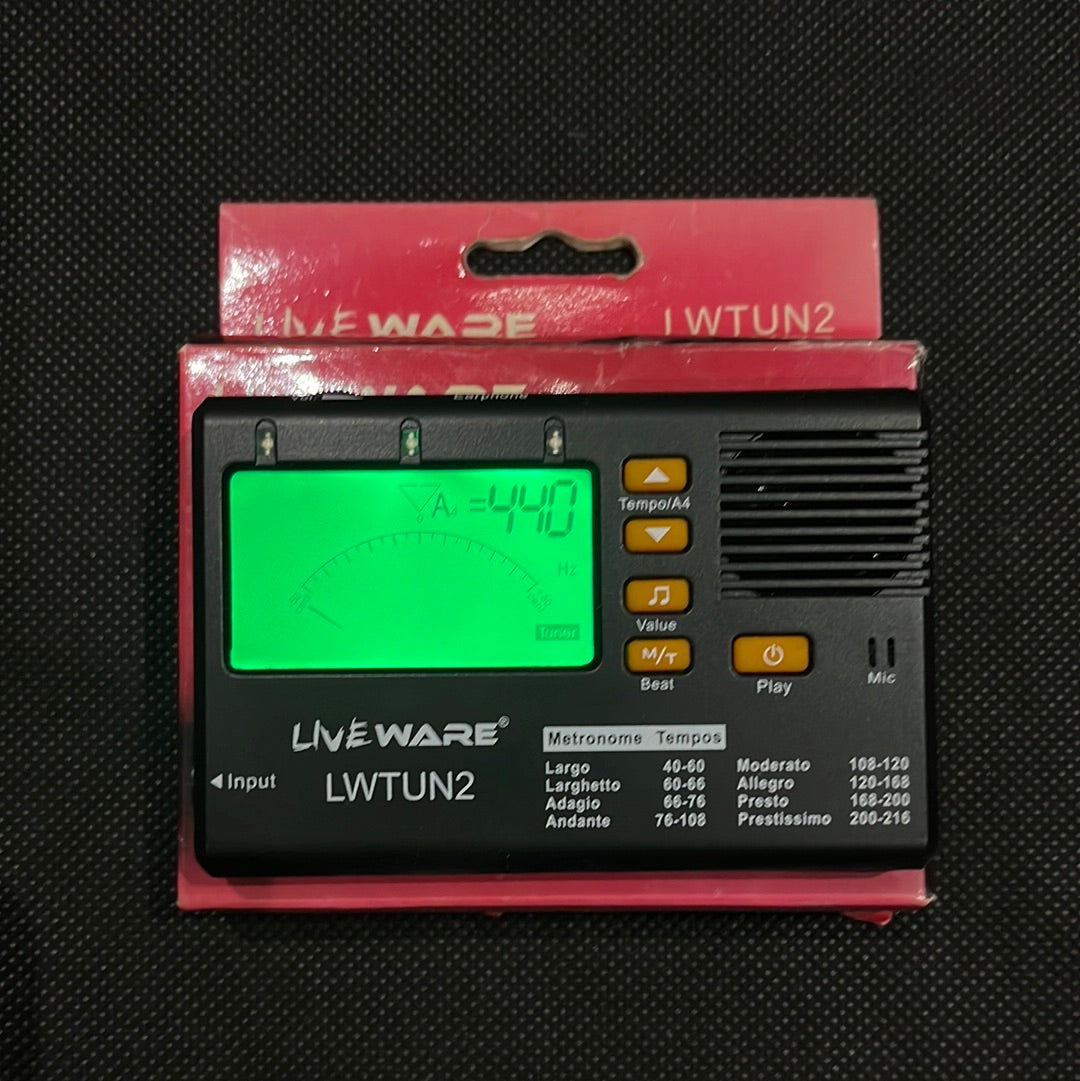 LIVEWARE
LWTUN2
Earphone
A4 =440
Hz
Tuner
Tempo/A4
Value
M/T
Beat
Play
Mic
LIVEWARE®
Input
LWTUN2
Metronome Tempos
Largo 40-60
Larghetto 60-66
Adagio 66-76
Andante 76-108
Moderato 108-120
Allegro 120-168
Presto 168-200
Prestissimo 200-216